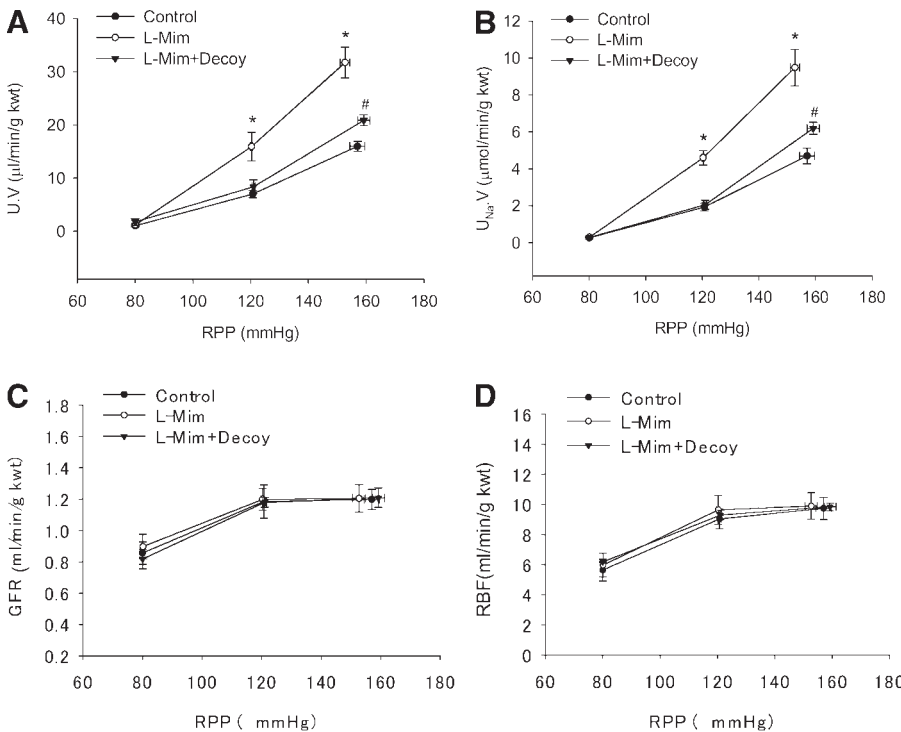 A
Control
L-Mim
L-Mim+Decoy
U.V (μl/min/g kwt)
40
30
20
10
0
*
*
#
60 80 100 120 140 160 180
RPP (mmHg)
B
Control
L-Mim
L-Mim+Decoy
U_Na.V (μmol/min/g kwt)
12
10
8
6
4
2
0
*
*
#
60 80 100 120 140 160 180
RPP (mmHg)
C
Control
L-Mim
L-Mim+Decoy
GFR (ml/min/g kwt)
1.8
1.6
1.4
1.2
1.0
0.8
0.6
0.4
0.2
60 80 100 120 140 160 180
RPP ( mmHg)
D
Control
L-Mim
L-Mim+Decoy
RBF(ml/min/g kwt)
16
14
12
10
8
6
4
2
0
60 80 100 120 140 160 180
RPP ( mmHg)